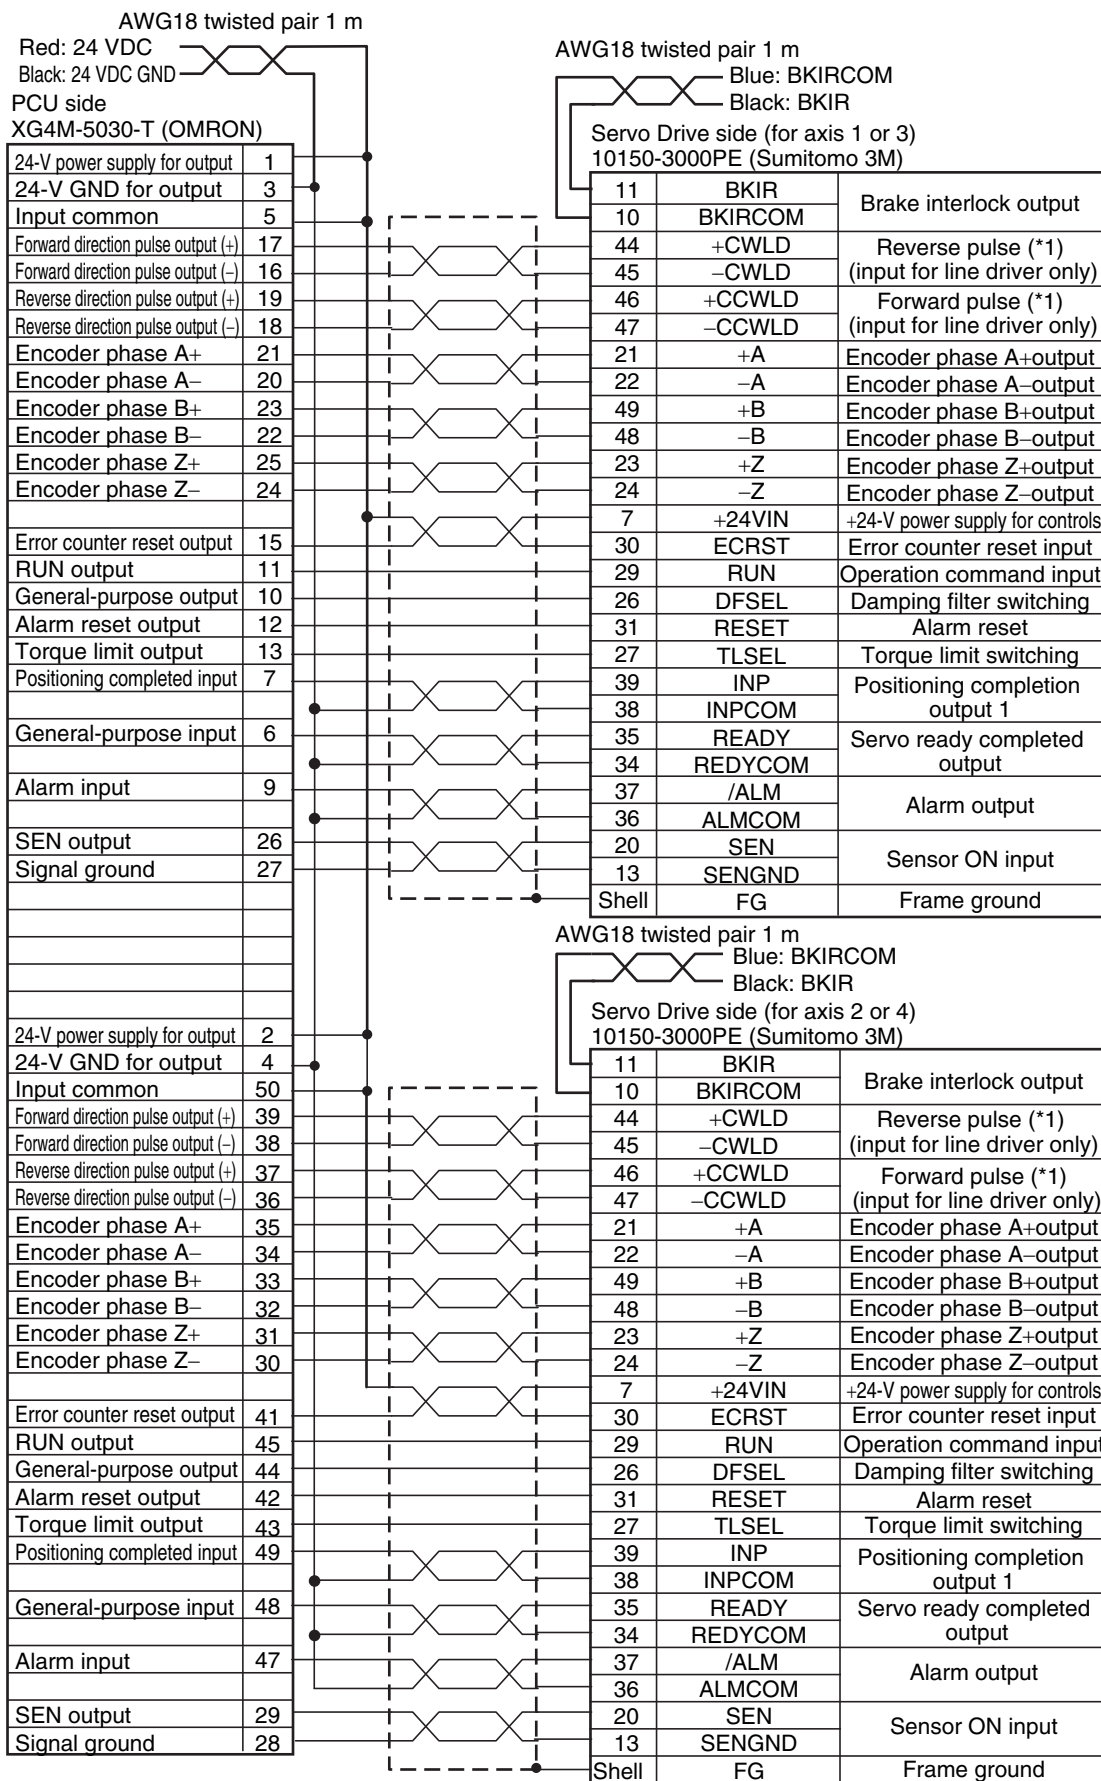 AWG18 twisted pair 1 m
Red: 24 VDC
Black: 24 VDC GND
PCU side
XG4M-5030-T (OMRON)
24-V power supply for output 1
24-V GND for output 3
Input common 5
Forward direction pulse output (+) 17
Forward direction pulse output (−) 16
Reverse direction pulse output (+) 19
Reverse direction pulse output (−) 18
Encoder phase A+ 21
Encoder phase A− 20
Encoder phase B+ 23
Encoder phase B− 22
Encoder phase Z+ 25
Encoder phase Z− 24
Error counter reset output 15
RUN output 11
General-purpose output 10
Alarm reset output 12
Torque limit output 13
Positioning completed input 7
General-purpose input 6
Alarm input 9
SEN output 26
Signal ground 27
24-V power supply for output 2
24-V GND for output 4
Input common 50
Forward direction pulse output (+) 39
Forward direction pulse output (−) 38
Reverse direction pulse output (+) 37
Reverse direction pulse output (−) 36
Encoder phase A+ 35
Encoder phase A− 34
Encoder phase B+ 33
Encoder phase B− 32
Encoder phase Z+ 31
Encoder phase Z− 30
Error counter reset output 41
RUN output 45
General-purpose output 44
Alarm reset output 42
Torque limit output 43
Positioning completed input 49
General-purpose input 48
Alarm input 47
SEN output 29
Signal ground 28
AWG18 twisted pair 1 m
Blue: BKIRCOM
Black: BKIR
Servo Drive side (for axis 1 or 3)
10150-3000PE (Sumitomo 3M)
11 BKIR Brake interlock output
10 BKIRCOM
44 +CWLD Reverse pulse (*1)
45 −CWLD (input for line driver only)
46 +CCWLD Forward pulse (*1)
47 −CCWLD (input for line driver only)
21 +A Encoder phase A+output
22 −A Encoder phase A−output
49 +B Encoder phase B+output
48 −B Encoder phase B−output
23 +Z Encoder phase Z+output
24 −Z Encoder phase Z−output
7 +24VIN +24-V power supply for controls
30 ECRST Error counter reset input
29 RUN Operation command input
26 DFSEL Damping filter switching
31 RESET Alarm reset
27 TLSEL Torque limit switching
39 INP Positioning completion
38 INPCOM output 1
35 READY Servo ready completed
34 REDYCOM output
37 /ALM Alarm output
36 ALMCOM
20 SEN Sensor ON input
13 SENGND
Shell FG Frame ground
AWG18 twisted pair 1 m
Blue: BKIRCOM
Black: BKIR
Servo Drive side (for axis 2 or 4)
10150-3000PE (Sumitomo 3M)
11 BKIR Brake interlock output
10 BKIRCOM
44 +CWLD Reverse pulse (*1)
45 −CWLD (input for line driver only)
46 +CCWLD Forward pulse (*1)
47 −CCWLD (input for line driver only)
21 +A Encoder phase A+output
22 −A Encoder phase A−output
49 +B Encoder phase B+output
48 −B Encoder phase B−output
23 +Z Encoder phase Z+output
24 −Z Encoder phase Z−output
7 +24VIN +24-V power supply for controls
30 ECRST Error counter reset input
29 RUN Operation command input
26 DFSEL Damping filter switching
31 RESET Alarm reset
27 TLSEL Torque limit switching
39 INP Positioning completion
38 INPCOM output 1
35 READY Servo ready completed
34 REDYCOM output
37 /ALM Alarm output
36 ALMCOM
20 SEN Sensor ON input
13 SENGND
Shell FG Frame ground